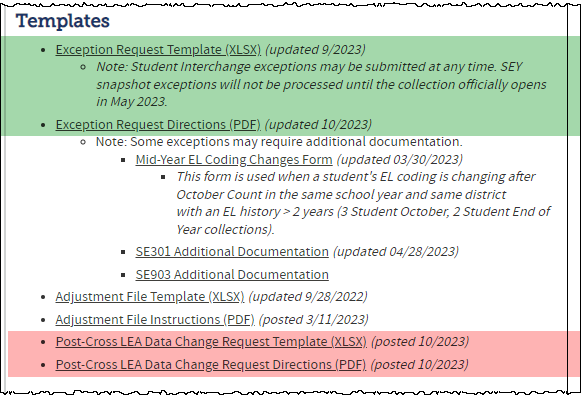 Templates
• Exception Request Template (XLSX) (updated 9/2023)
Note: Student Interchange exceptions may be submitted at any time. SEY
snapshot exceptions will not be processed until the collection officially opens
in May 2023.
• Exception Request Directions (PDF) (updated 10/2023)
Note: Some exceptions may require additional documentation.
Mid-Year EL Coding Changes Form (updated 03/30/2023)
This form is used when a student's EL coding is changing after
October Count in the same school year and same district
with an EL history > 2 years (3 Student October, 2 Student End of
Year collections).
SE301 Additional Documentation (updated 04/28/2023)
SE903 Additional Documentation
• Adjustment File Template (XLSX) (updated 9/28/2022)
• Adjustment File Instructions (PDF) (posted 3/11/2023)
• Post-Cross LEA Data Change Request Template (XLSX) (posted 10/2023)
• Post-Cross LEA Data Change Request Directions (PDF) (posted 10/2023)